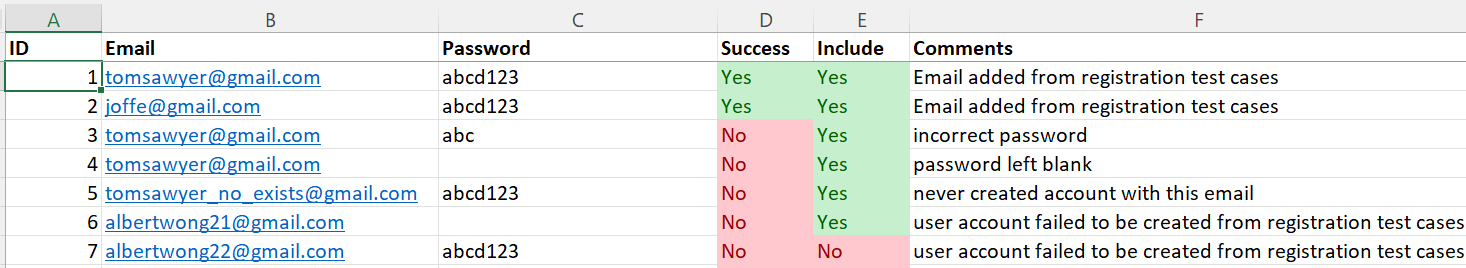 A B C D E F
ID Email Password Success Include Comments
1 tomsawyer@gmail.com abcd123 Yes Yes Email added from registration test cases
2 joffe@gmail.com abcd123 Yes Yes Email added from registration test cases
3 tomsawyer@gmail.com abc No Yes incorrect password
4 tomsawyer@gmail.com No Yes password left blank
5 tomsawyer_no_exists@gmail.com abcd123 No Yes never created account with this email
6 albertwong21@gmail.com No Yes user account failed to be created from registration test cases
7 albertwong22@gmail.com abcd123 No No user account failed to be created from registration test cases